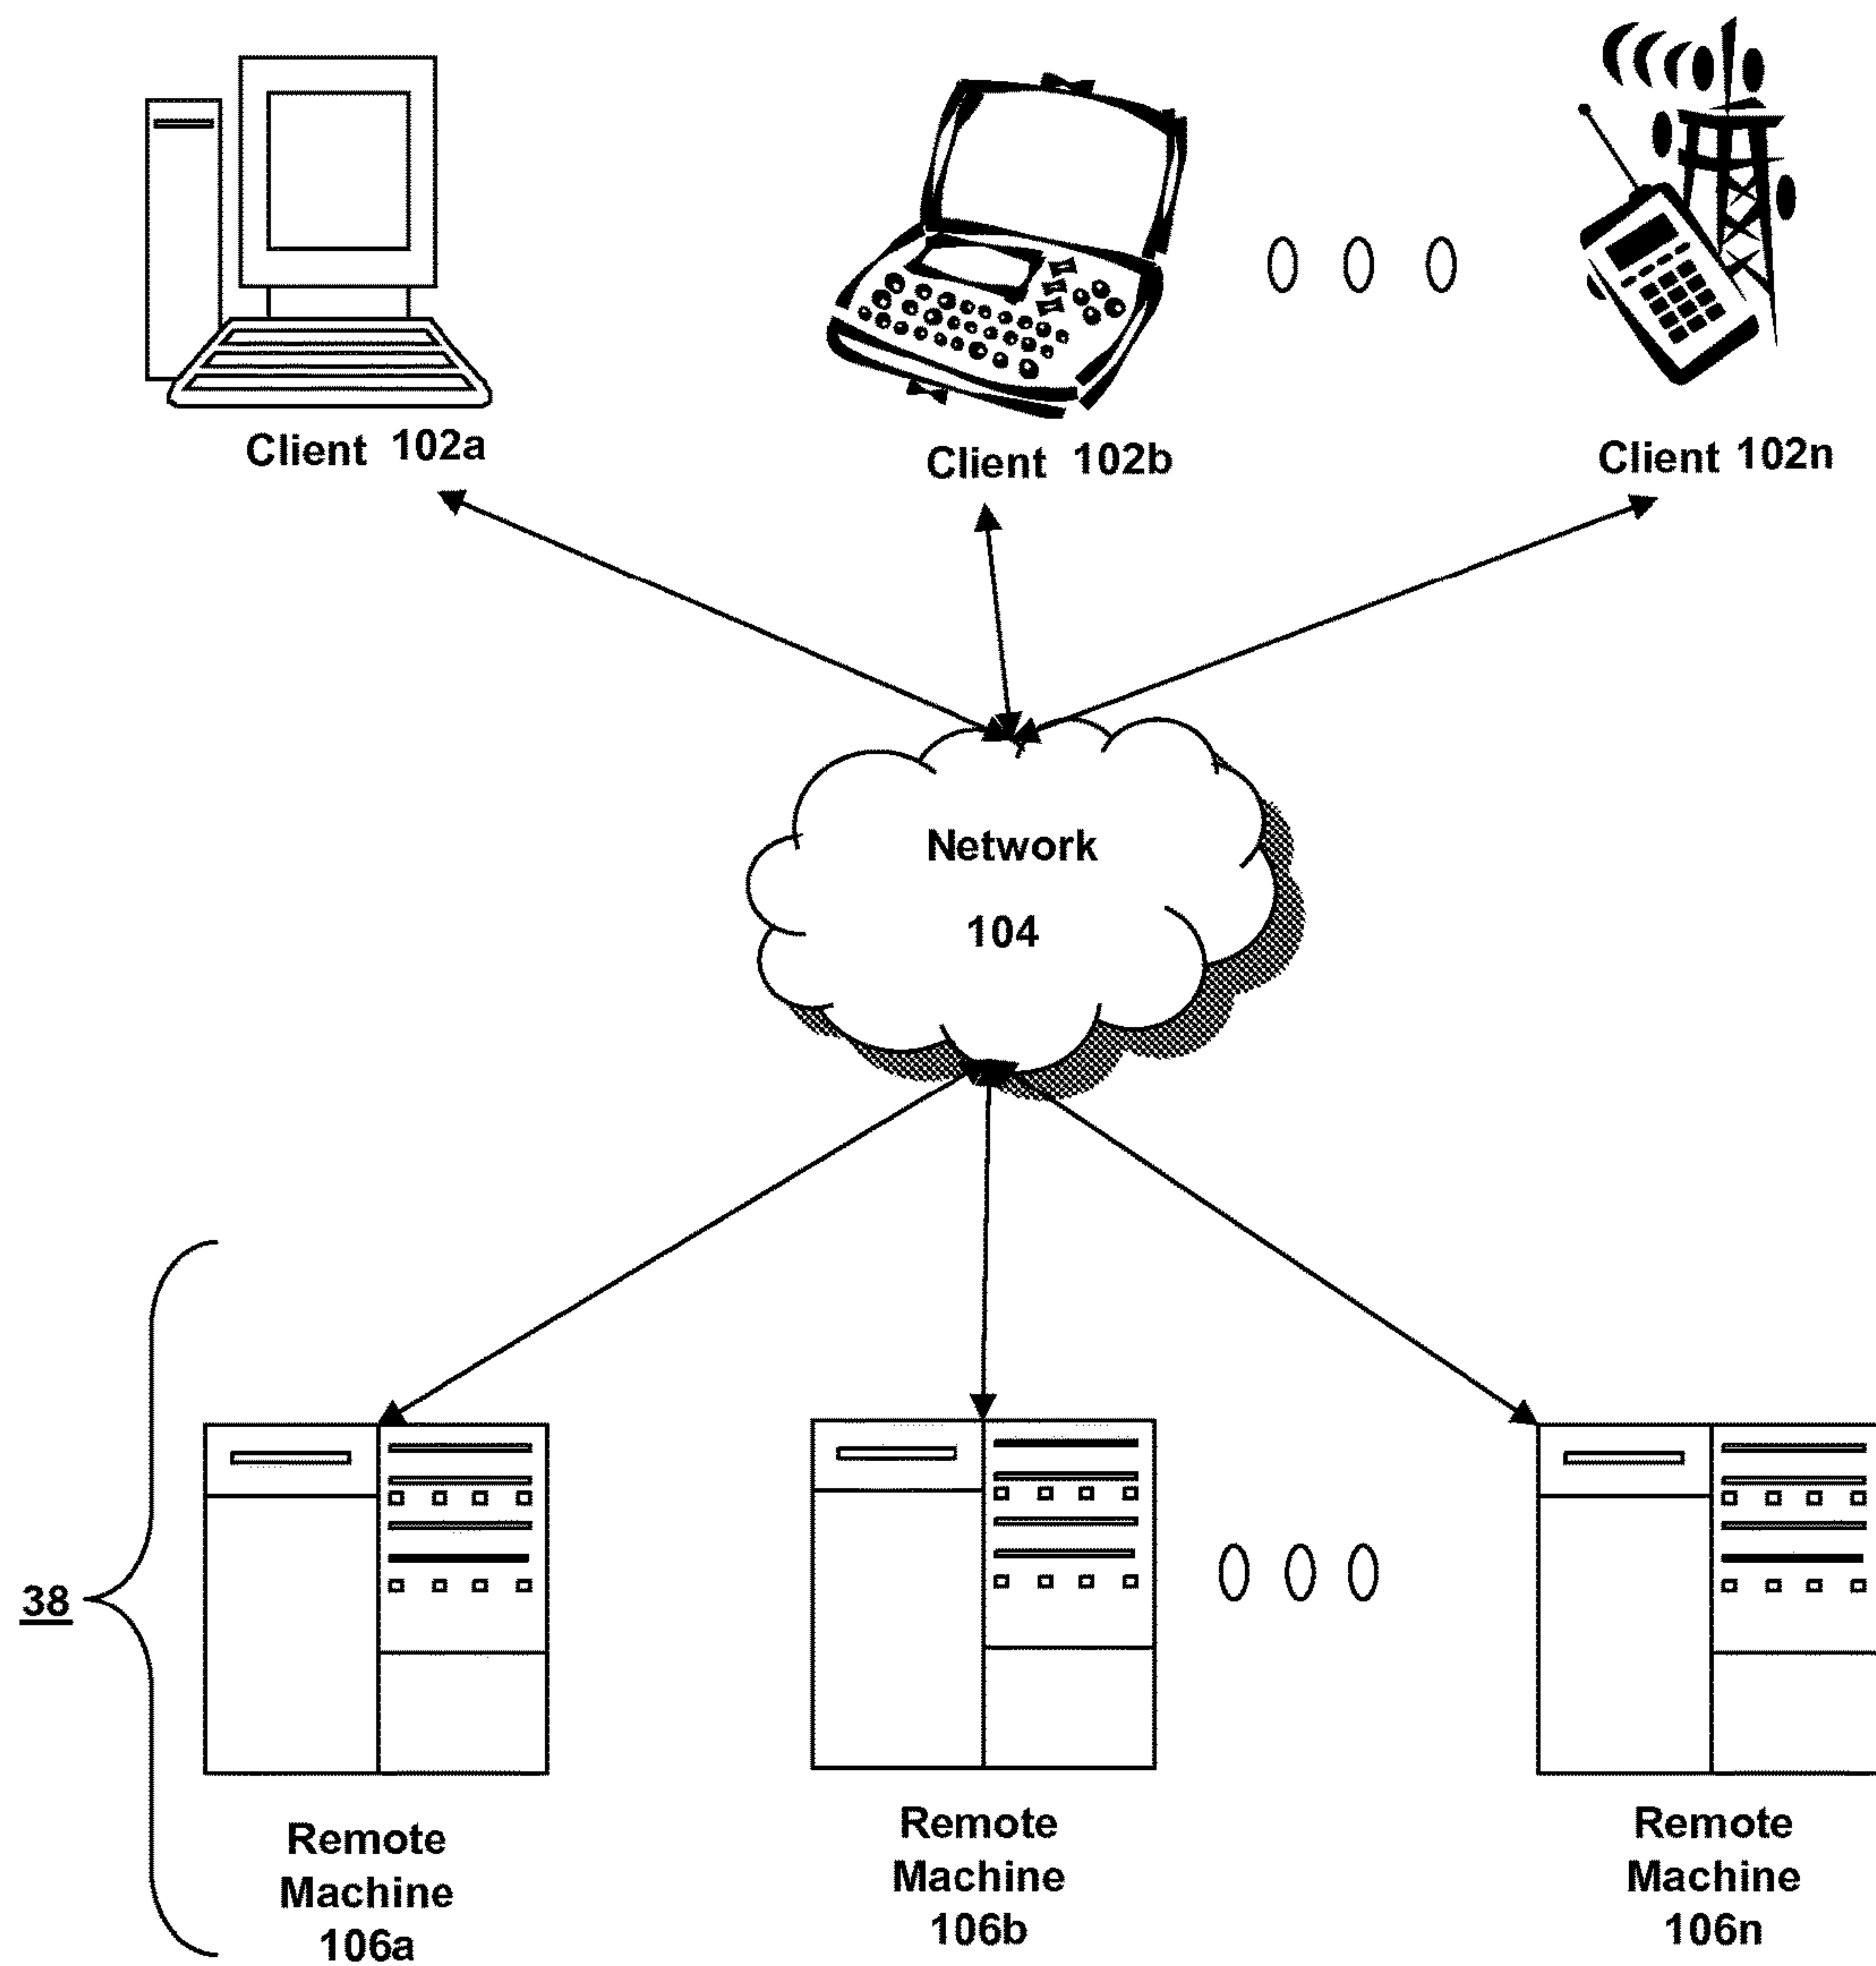 Client 102a
Client 102b
Client 102n
Network
104
38
Remote
Machine
106a
Remote
Machine
106b
Remote
Machine
106n